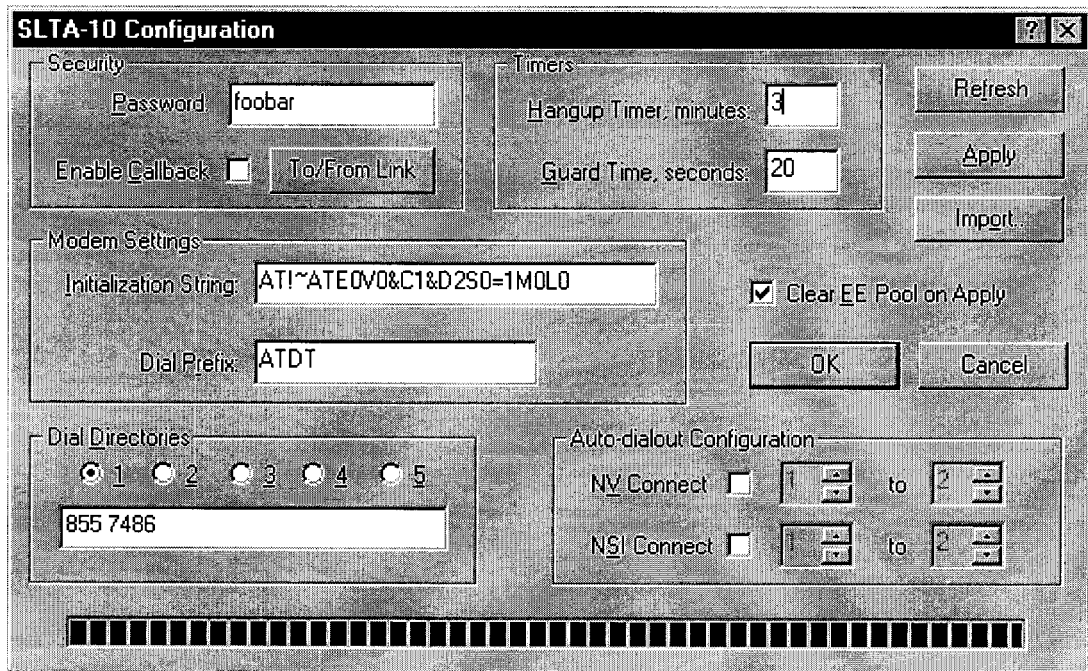 SLTA-10 Configuration
Security
Password: foobar
Enable Callback
To/From Link
Timers
Hangup Timer, minutes: 3
Guard Time, seconds: 20
Refresh
Apply
Import...
Modem Settings
Initialization String: AT!~ATE0V0&C1&D2S0=1M0L0
Dial Prefix: ATDT
Clear EE Pool on Apply
OK
Cancel
Dial Directories
1 2 3 4 5
855 7486
Auto-dialout Configuration
NV Connect 1 to 2
NSI Connect 1 to 2